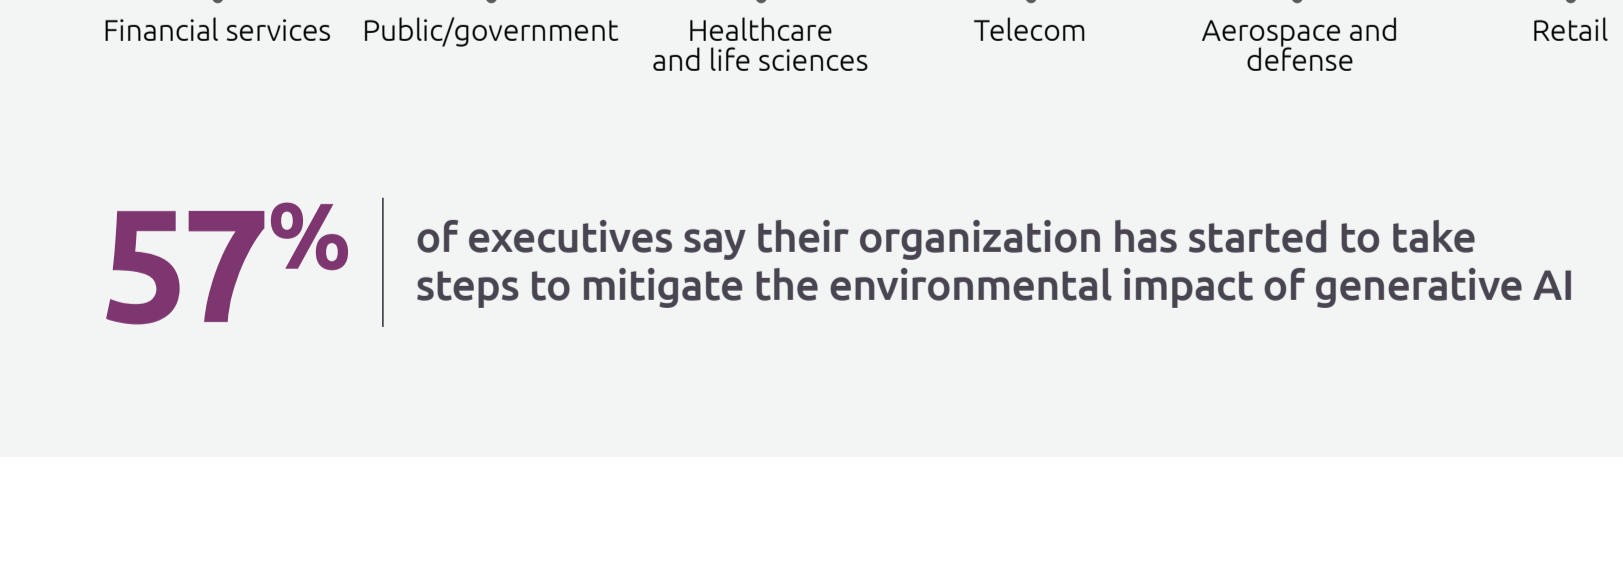 Financial services Public/government Healthcare Telecom Aerospace and Retail
and life sciences defense
57% of executives say their organization has started to take
steps to mitigate the environmental impact of generative AI